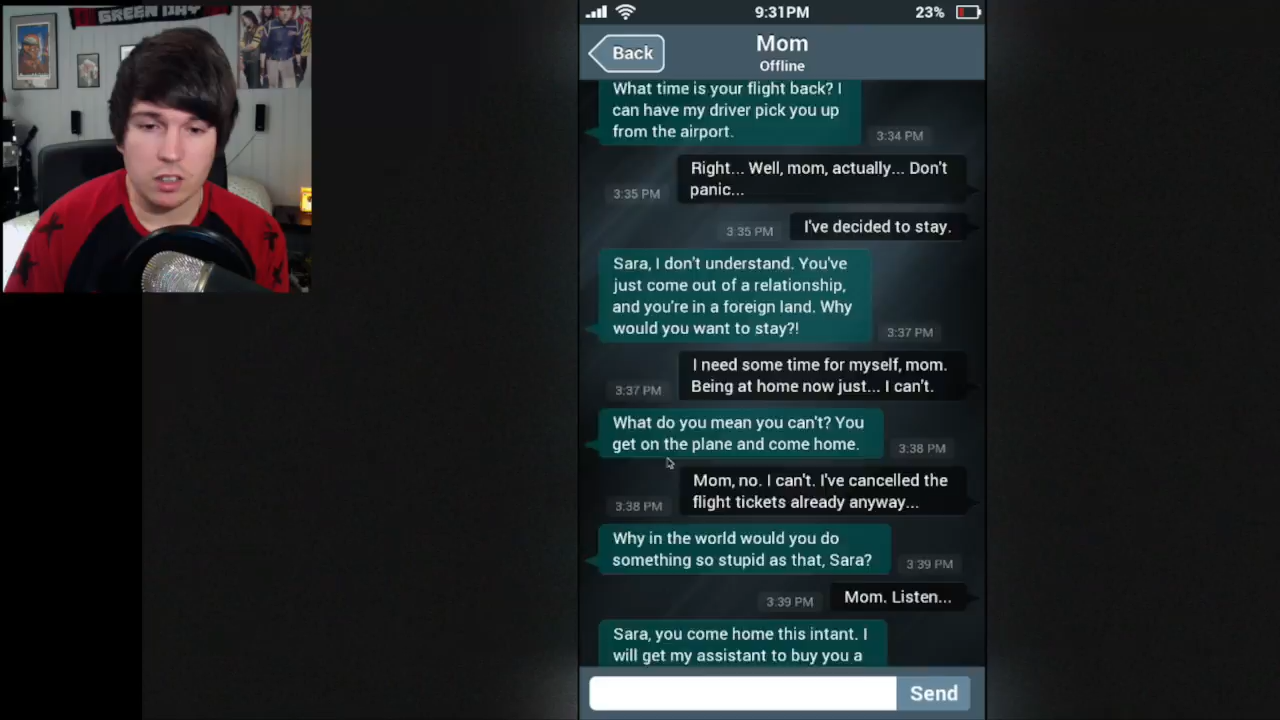 GREEN DAY
9:31PM
23%
Back
Mom
Offline
What time is your flight back? I
can have my driver pick you up
from the airport.
3:34 PM
Right... Well, mom, actually... Don't
panic...
3:35 PM
I've decided to stay.
3:35 PM
Sara, I don't understand. You've
just come out of a relationship,
and you're in a foreign land. Why
would you want to stay?!
3:37 PM
I need some time for myself, mom.
Being at home now just... I can't.
3:37 PM
What do you mean you can't? You
get on the plane and come home.
3:38 PM
Mom, no. I can't. I've cancelled the
flight tickets already anyway...
3:38 PM
Why in the world would you do
something so stupid as that, Sara?
3:39 PM
Mom. Listen...
3:39 PM
Sara, you come home this intant. I
will get my assistant to buy you a
Send